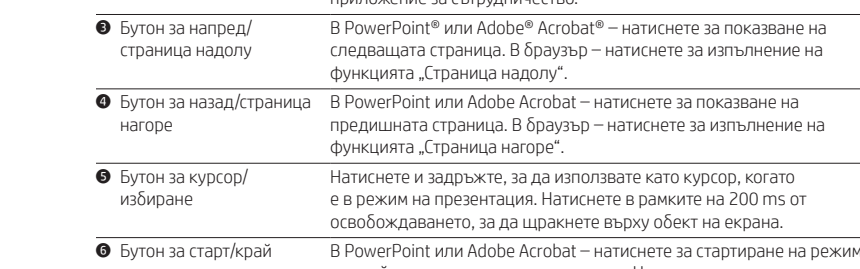 приложение за сътрудничество.
❸ Бутон за напред/ В PowerPoint® или Adobe® Acrobat® – натиснете за показване на
страница надолу следващата страница. В браузър – натиснете за изпълнение на
функцията „Страница надолу“.
❹ Бутон за назад/страница В PowerPoint или Adobe Acrobat – натиснете за показване на
нагоре предишната страница. В браузър – натиснете за изпълнение на
функцията „Страница нагоре“.
❺ Бутон за курсор/ Натиснете и задръжте, за да използвате като курсор, когато
избиране е в режим на презентация. Натиснете в рамките на 200 ms от
освобождаването, за да щракнете върху обект на екрана.
❻ Бутон за старт/край В PowerPoint или Adobe Acrobat – натиснете за стартиране на режим